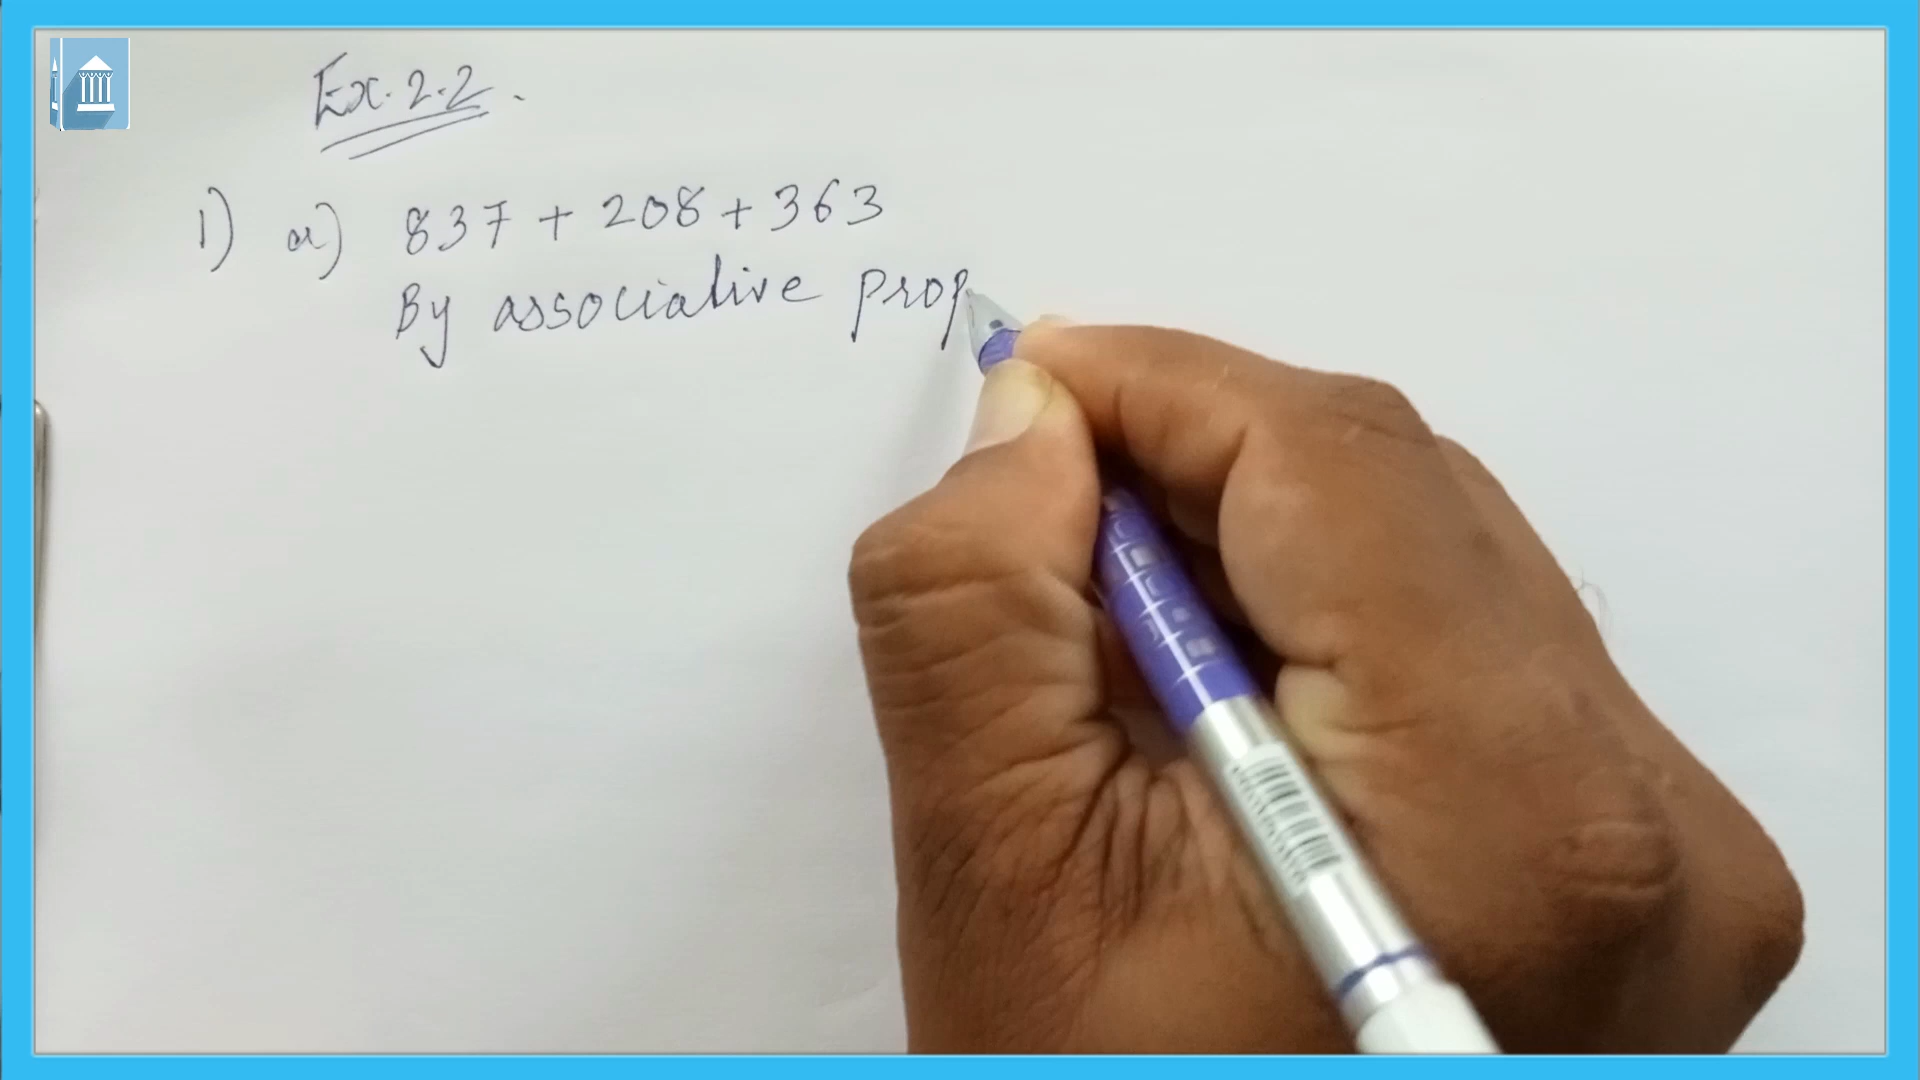 Ex. 2.2.
1) a) 837 + 208 + 363
By associative prop